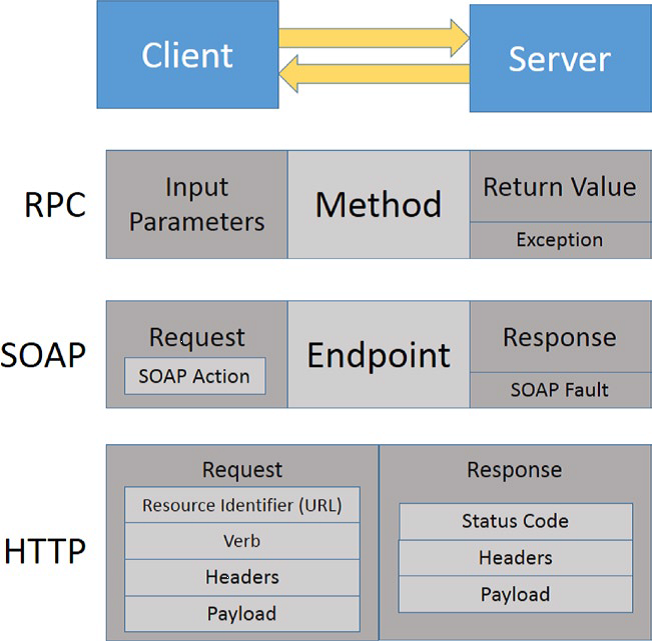 Client
Server
RPC
Input
Parameters
Method
Return Value
Exception
SOAP
Request
SOAP Action
Endpoint
Response
SOAP Fault
HTTP
Request
Resource Identifier (URL)
Verb
Headers
Payload
Response
Status Code
Headers
Payload